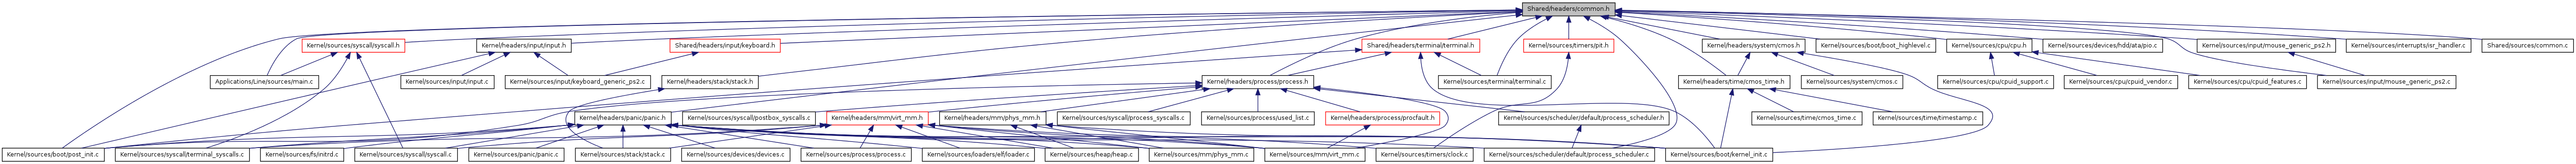 Shared/headers/common.h
Kernel/sources/syscall/syscall.h
Kernel/headers/input/input.h
Shared/headers/input/keyboard.h
Shared/headers/terminal/terminal.h
Kernel/sources/timers/pit.h
Kernel/headers/system/cmos.h
Kernel/sources/boot/boot_highlevel.c
Kernel/sources/cpu/cpu.h
Kernel/sources/devices/hdd/ata/pio.c
Kernel/sources/input/mouse_generic_ps2.h
Kernel/sources/interrupts/isr_handler.c
Shared/sources/common.c
Applications/Line/sources/main.c
Kernel/sources/input/input.c
Kernel/sources/input/keyboard_generic_ps2.c
Kernel/headers/stack/stack.h
Kernel/headers/process/process.h
Kernel/sources/terminal/terminal.c
Kernel/headers/time/cmos_time.h
Kernel/sources/system/cmos.c
Kernel/sources/cpu/cpuid_support.c
Kernel/sources/cpu/cpuid_vendor.c
Kernel/sources/cpu/cpuid_features.c
Kernel/sources/input/mouse_generic_ps2.c
Kernel/headers/panic/panic.h
Kernel/sources/syscall/postbox_syscalls.c
Kernel/headers/mm/virt_mm.h
Kernel/headers/mm/phys_mm.h
Kernel/sources/syscall/process_syscalls.c
Kernel/sources/process/used_list.c
Kernel/headers/process/procfault.h
Kernel/sources/scheduler/default/process_scheduler.h
Kernel/sources/time/cmos_time.c
Kernel/sources/time/timestamp.c
Kernel/sources/boot/post_init.c
Kernel/sources/syscall/terminal_syscalls.c
Kernel/sources/fs/initrd.c
Kernel/sources/syscall/syscall.c
Kernel/sources/panic/panic.c
Kernel/sources/stack/stack.c
Kernel/sources/devices/devices.c
Kernel/sources/process/process.c
Kernel/sources/loaders/elf/loader.c
Kernel/sources/heap/heap.c
Kernel/sources/mm/phys_mm.c
Kernel/sources/mm/virt_mm.c
Kernel/sources/timers/clock.c
Kernel/sources/scheduler/default/process_scheduler.c
Kernel/sources/boot/kernel_init.c